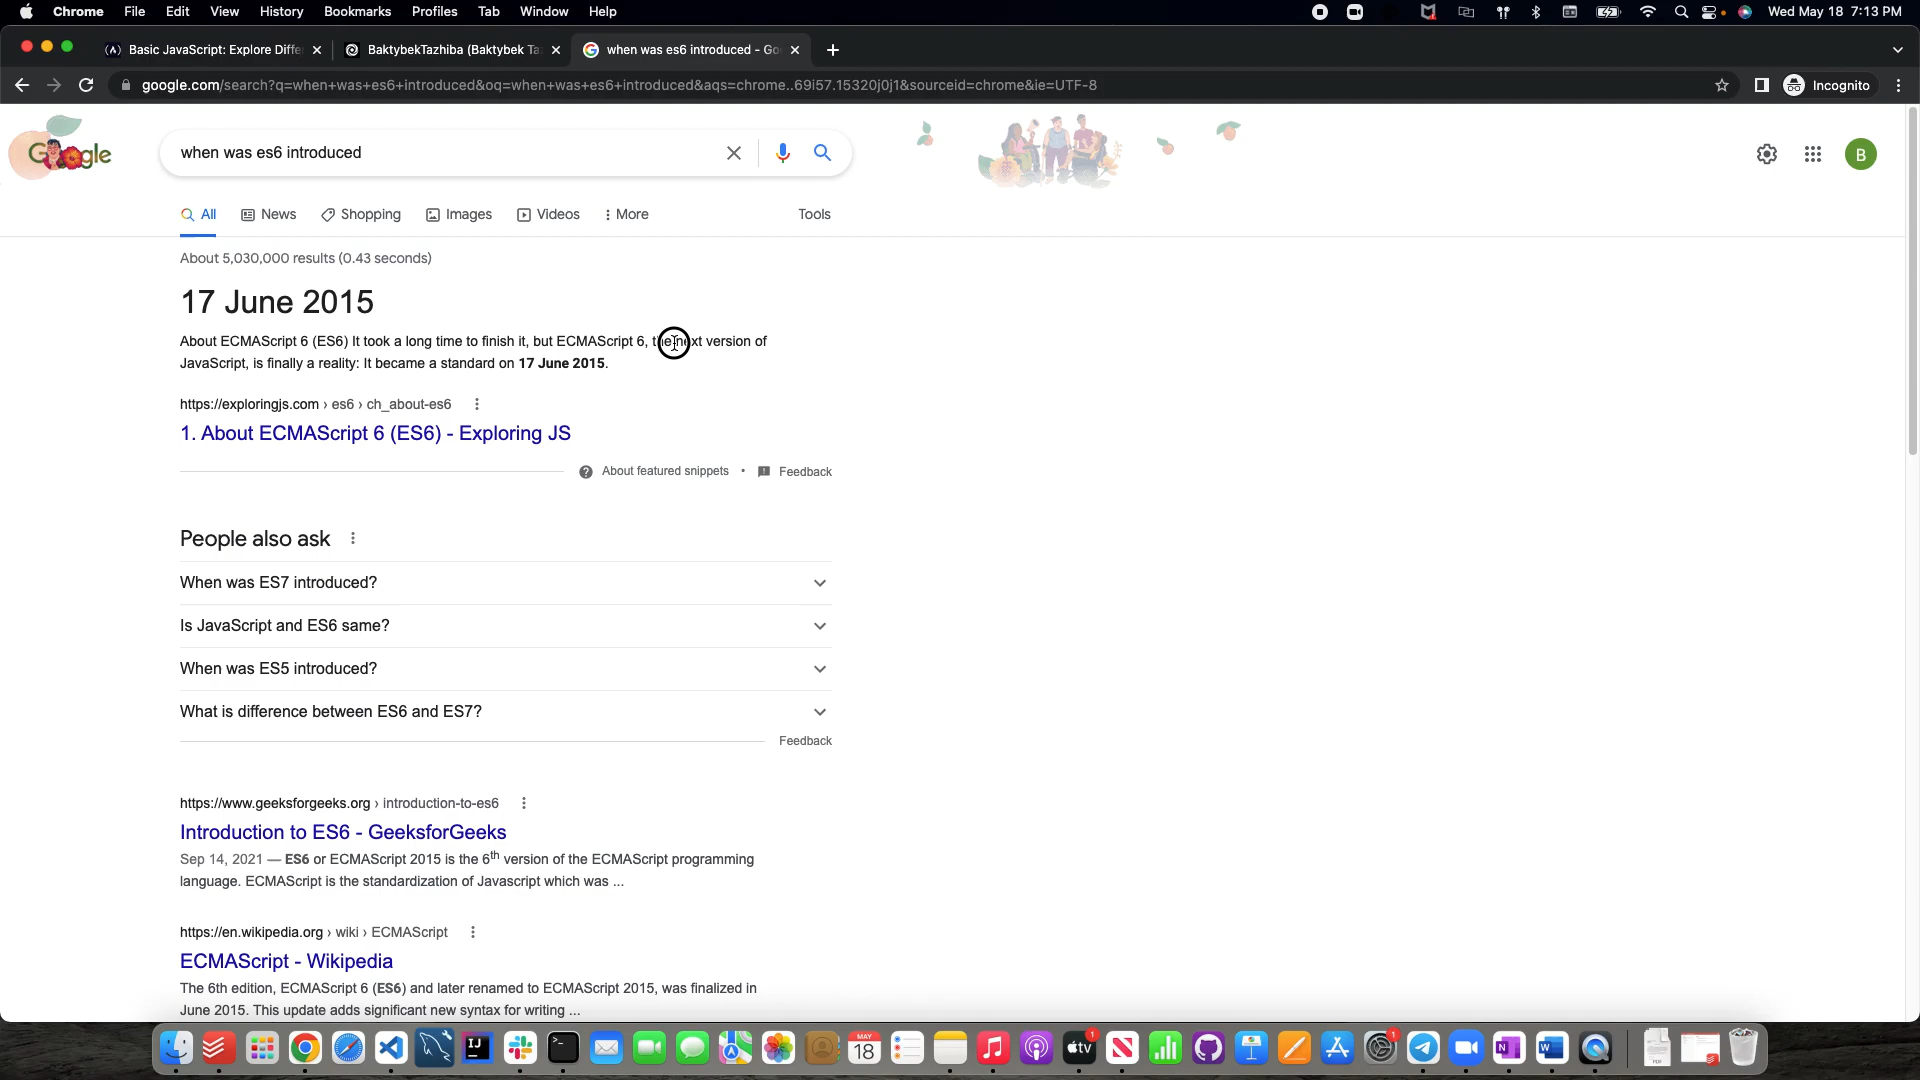 Chrome File Edit View History Bookmarks Profiles Tab Window Help
Wed May 18 7:13 PM
Basic JavaScript: Explore Diffe
BaktybekTazhiba (Baktybek Ta
when was es6 introduced - Go
google.com/search?q=when+was+es6+introduced&oq=when+was+es6+introduced&aqs=chrome..69i57.15320j0j1&sourceid=chrome&ie=UTF-8
Incognito
Google
when was es6 introduced
B
All News Shopping Images Videos More Tools
About 5,030,000 results (0.43 seconds)
17 June 2015
About ECMAScript 6 (ES6) It took a long time to finish it, but ECMAScript 6, the next version of
JavaScript, is finally a reality: It became a standard on 17 June 2015.
https://exploringjs.com › es6 › ch_about-es6
1. About ECMAScript 6 (ES6) - Exploring JS
About featured snippets • Feedback
People also ask
When was ES7 introduced?
Is JavaScript and ES6 same?
When was ES5 introduced?
What is difference between ES6 and ES7?
Feedback
https://www.geeksforgeeks.org › introduction-to-es6
Introduction to ES6 - GeeksforGeeks
Sep 14, 2021 — ES6 or ECMAScript 2015 is the 6th version of the ECMAScript programming
language. ECMAScript is the standardization of Javascript which was ...
https://en.wikipedia.org › wiki › ECMAScript
ECMAScript - Wikipedia
The 6th edition, ECMAScript 6 (ES6) and later renamed to ECMAScript 2015, was finalized in
June 2015. This update adds significant new syntax for writing ...
IJ
MAY
18
tv
1
1
N
W